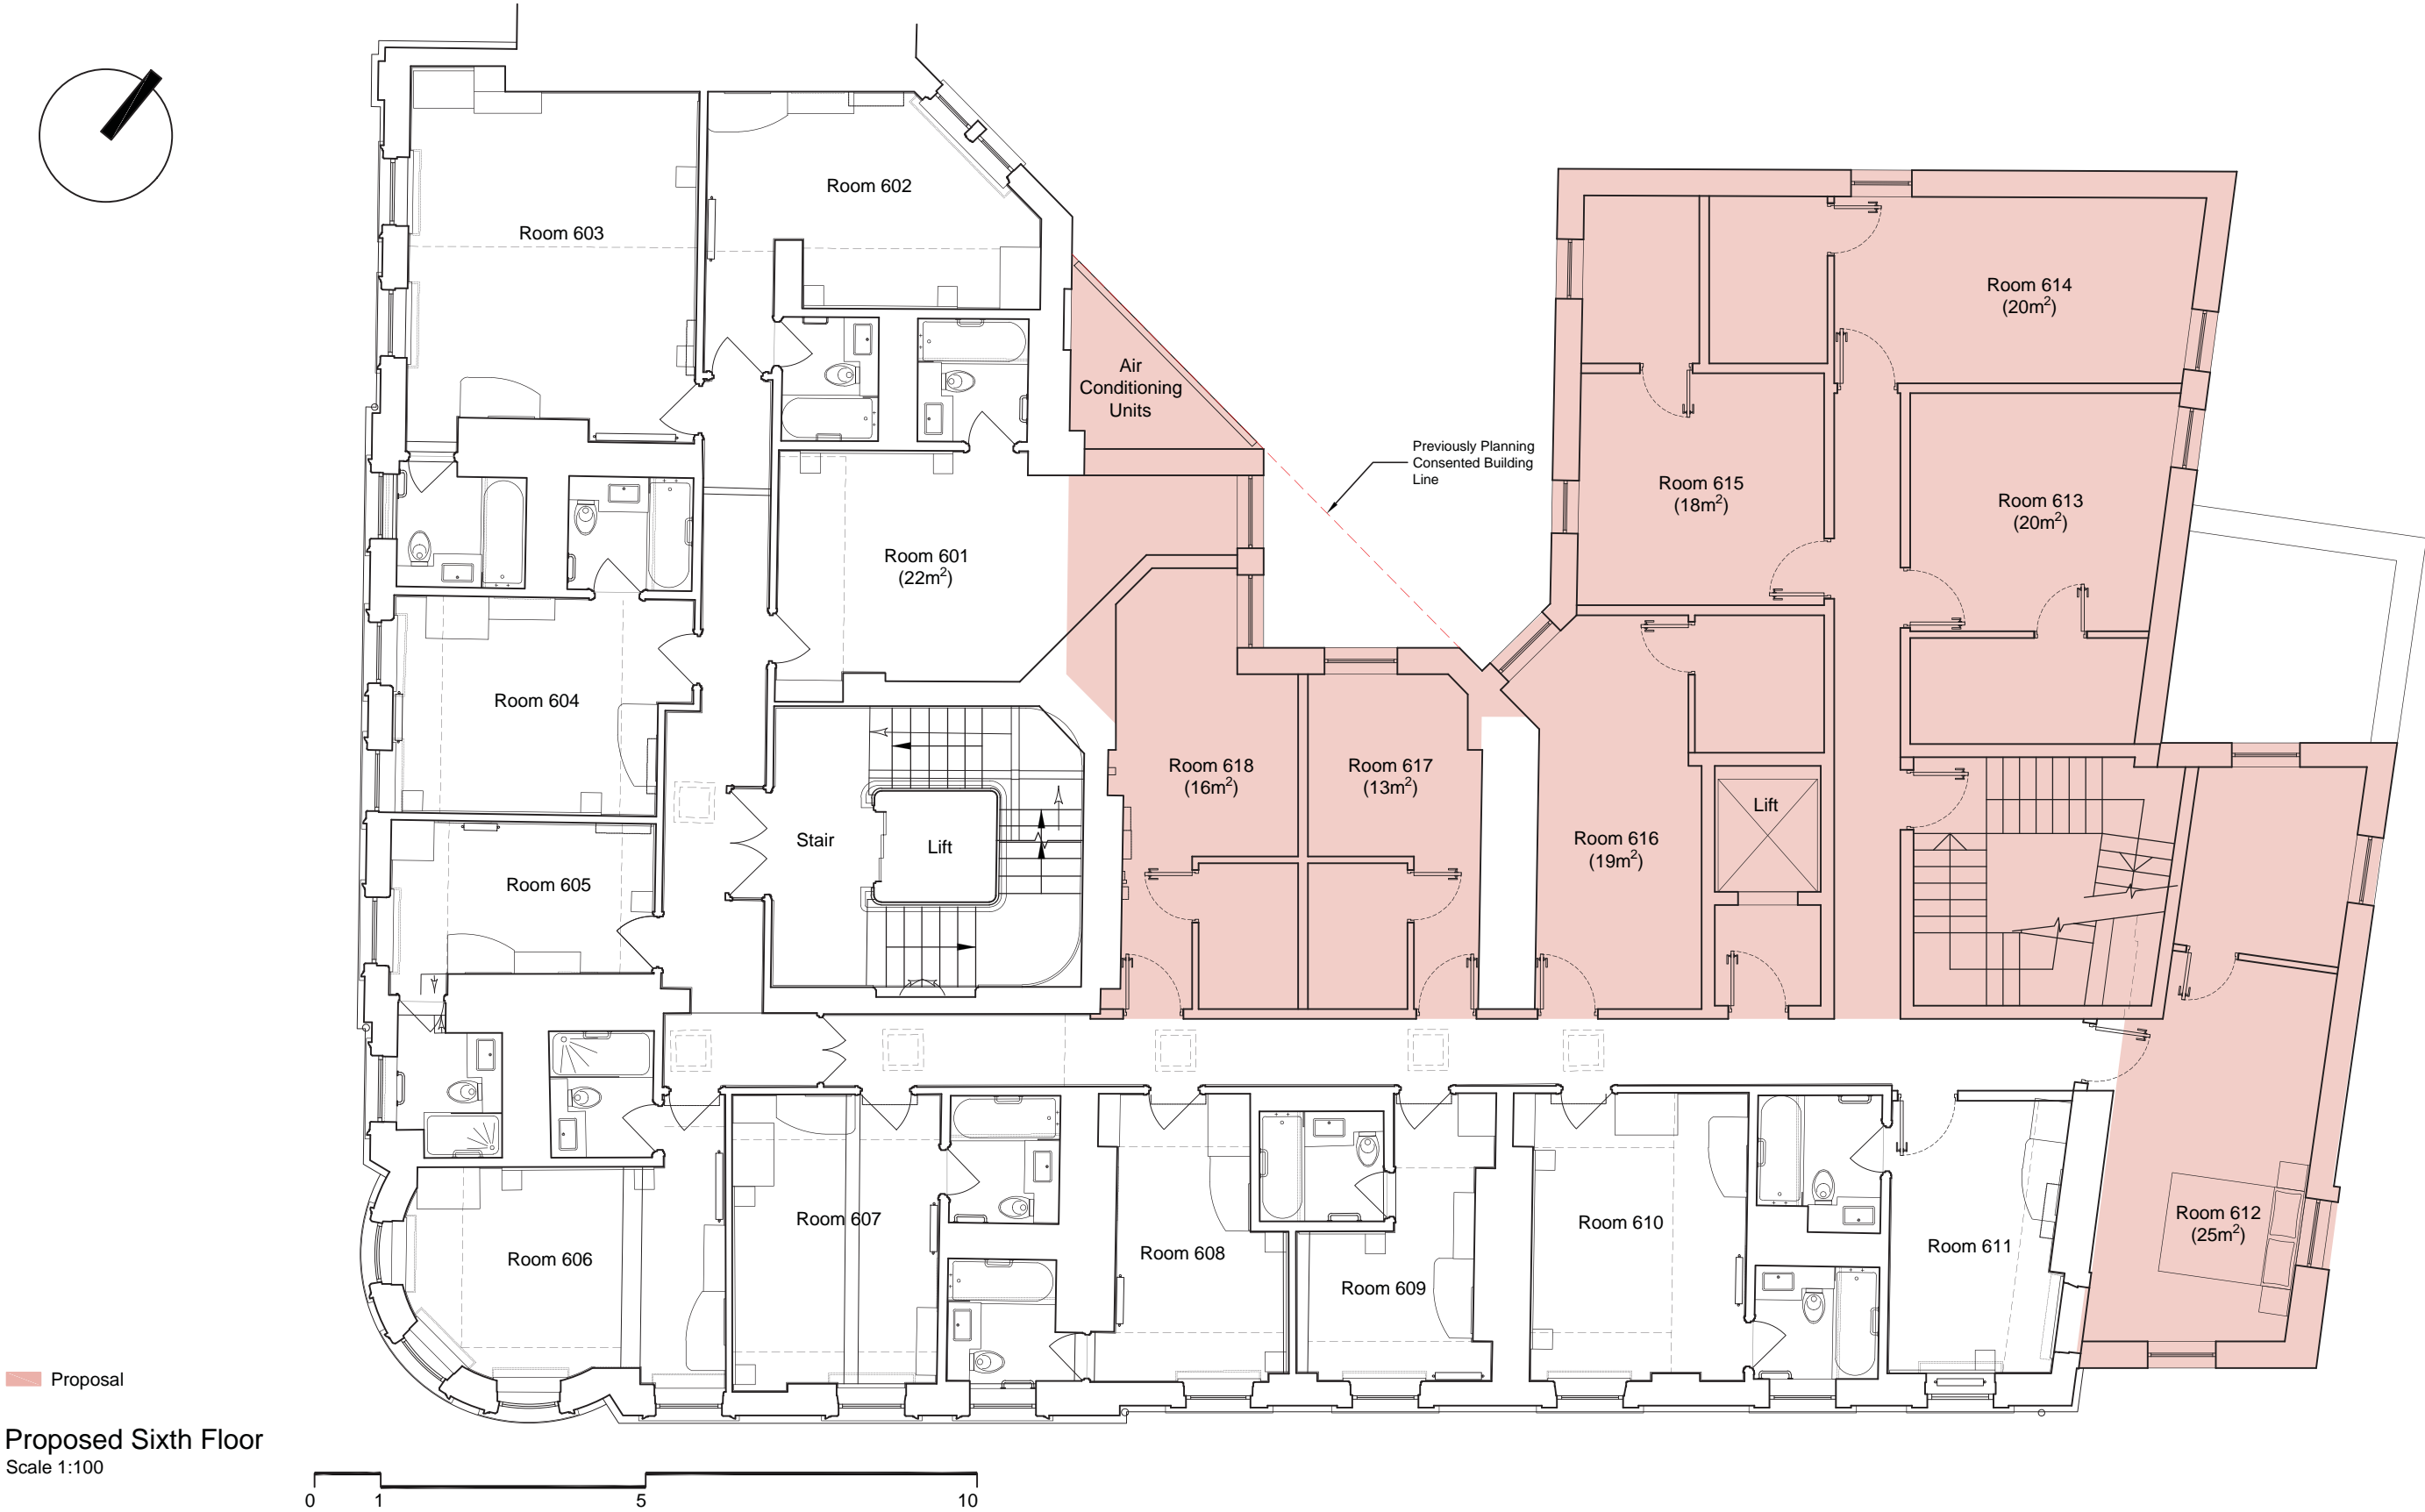 Room 602
Room 603
Room 614
(20m²)
Air
Conditioning
Units
Previously Planning
Consented Building
Line
Room 615
(18m²)
Room 613
(20m²)
Room 601
(22m²)
Room 604
Room 618
(16m²)
Room 617
(13m²)
Lift
Stair
Lift
Room 616
(19m²)
Room 605
Room 612
(25m²)
Room 607
Room 610
Room 606
Room 608
Room 611
Room 609
Proposal
Proposed Sixth Floor
Scale 1:100
0 1 5 10